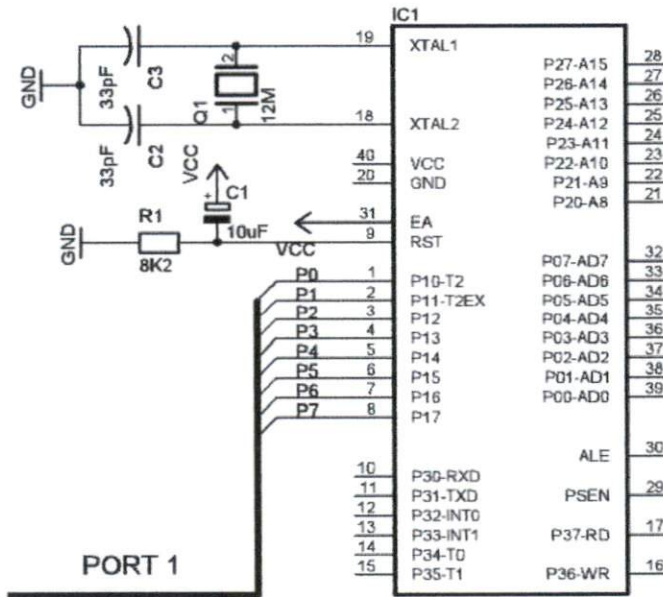 IC1
19 XTAL1
18 XTAL2
40 VCC
20 GND
31 EA
9 RST
1 P10-T2
2 P11-T2EX
3 P12
4 P13
5 P14
6 P15
7 P16
8 P17
10 P30-RXD
11 P31-TXD
12 P32-INT0
13 P33-INT1
14 P34-T0
15 P35-T1
P27-A15 28
P26-A14 27
P25-A13 26
P24-A12 25
P23-A11 24
P22-A10 23
P21-A9 22
P20-A8 21
P07-AD7 32
P06-AD6 33
P05-AD5 34
P04-AD4 35
P03-AD3 36
P02-AD2 37
P01-AD1 38
P00-AD0 39
ALE 30
PSEN 29
P37-RD 17
P36-WR 16
GND
33pF
C3
33pF
C2
Q1
2
1
12M
VCC
+
C1
10uF
VCC
R1
8K2
GND
P0
P1
P2
P3
P4
P5
P6
P7
PORT 1